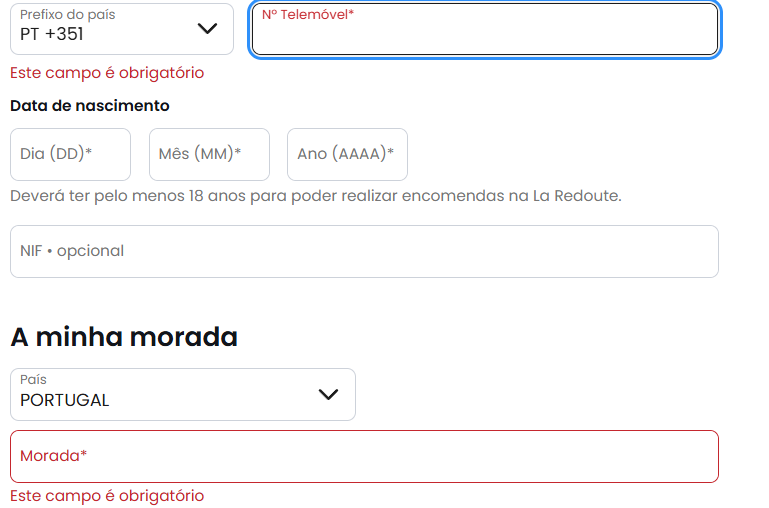 Prefixo do país
Nº Telemóvel*
PT +351
Este campo é obrigatório
Data de nascimento
Dia (DD)* Mês (MM)* Ano (AAAA)*
Deverá ter pelo menos 18 anos para poder realizar encomendas na La Redoute.
NIF • opcional
A minha morada
País
PORTUGAL
Morada*
Este campo é obrigatório